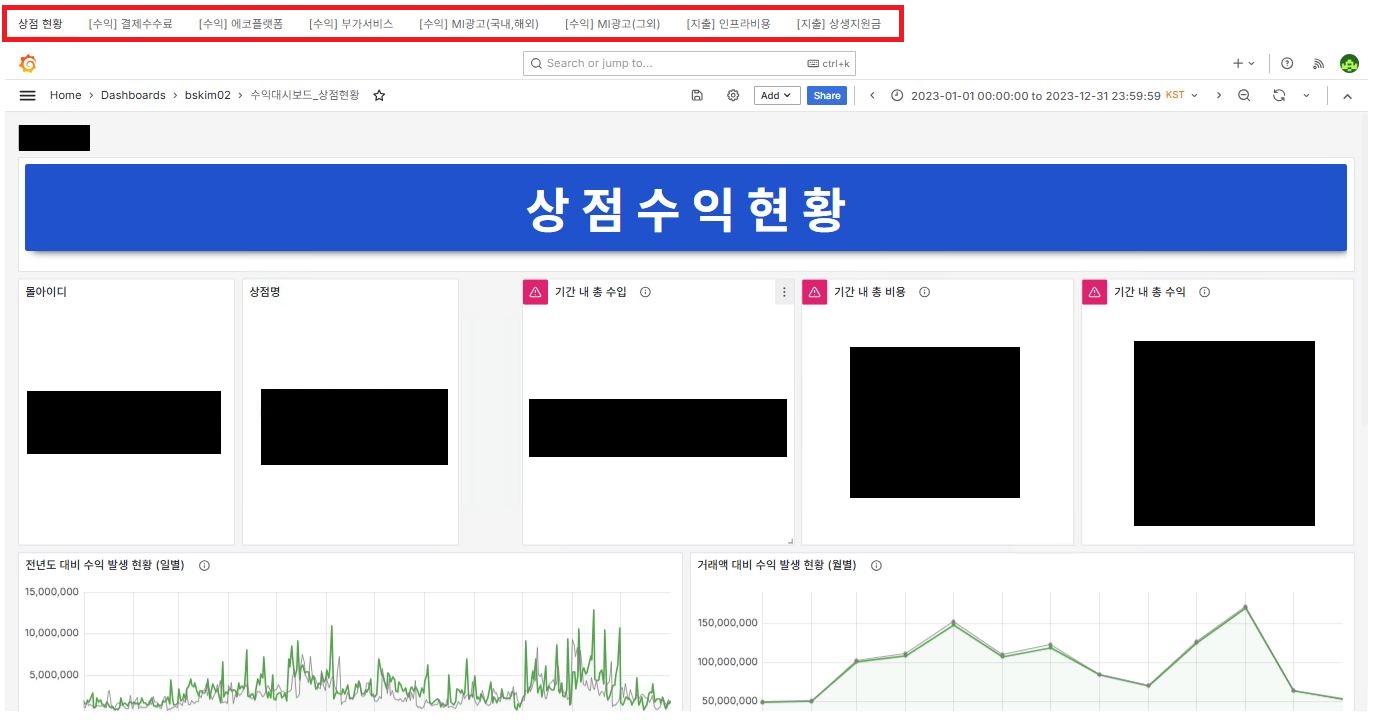 상점 현황 [수익] 결제수수료 [수익] 에코플랫폼 [수익] 부가서비스 [수익] MI광고(국내,해외) [수익] MI광고(그외) [지출] 인프라비용 [지출] 상생지원금
Search or jump to... ctrl+k
Home > Dashboards > bskim02 > 수익대시보드_상점현황 Add Share 2023-01-01 00:00:00 to 2023-12-31 23:59:59 KST
상점수익현황
몰아이디 상점명 기간 내 총 수입 기간 내 총 비용 기간 내 총 수익
전년도 대비 수익 발생 현황 (일별) 거래액 대비 수익 발생 현황 (월별)
15,000,000
10,000,000
5,000,000
150,000,000
100,000,000
50,000,000